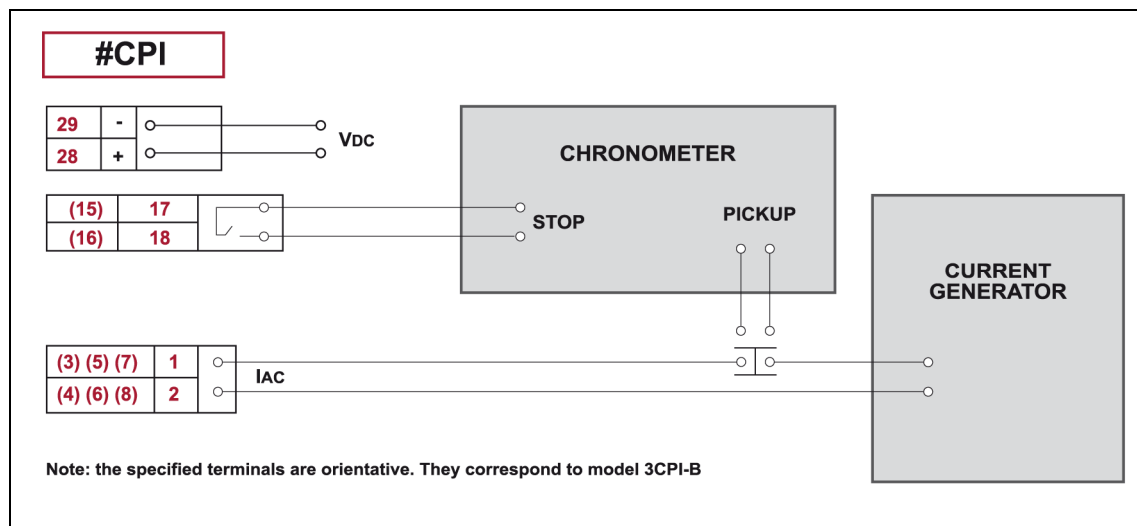 #CPI
29 -
28 +
VDC
(15) 17
(16) 18
CHRONOMETER
STOP
PICKUP
CURRENT
GENERATOR
(3) (5) (7) 1
(4) (6) (8) 2
IAC
Note: the specified terminals are orientative. They correspond to model 3CPI-B